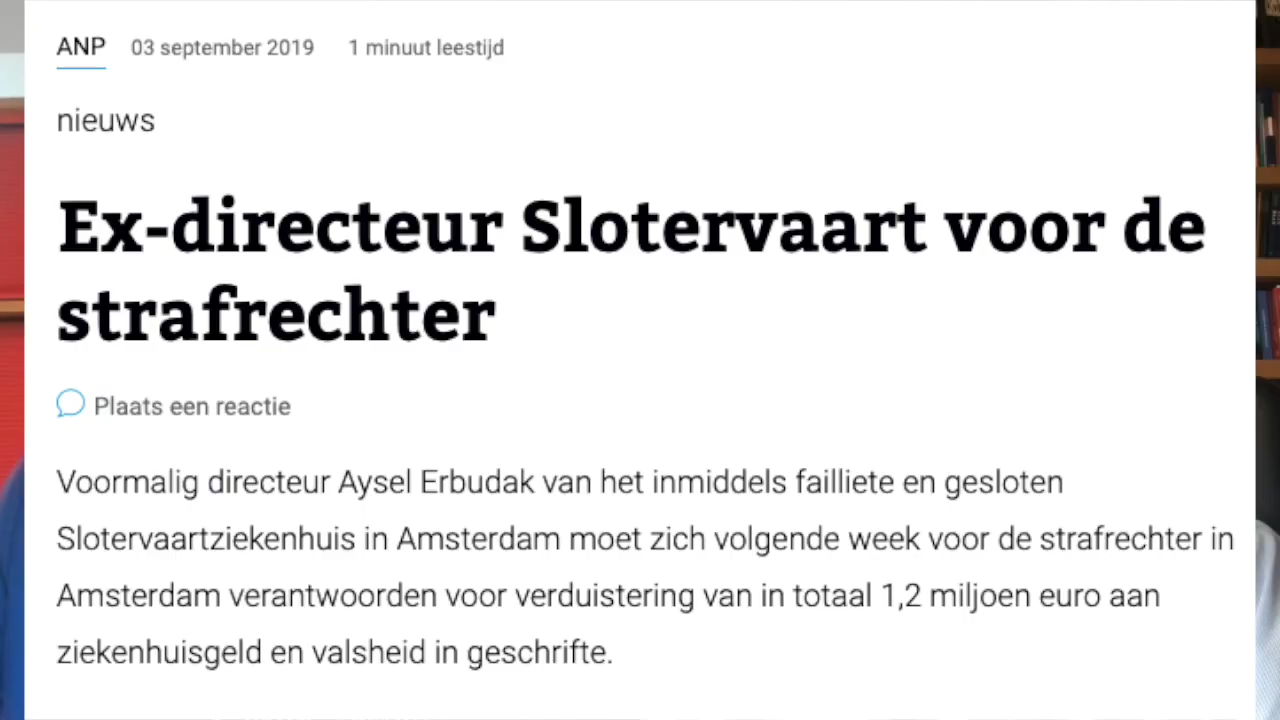 ANP 03 september 2019 1 minuut leestijd
nieuws
Ex-directeur Slotervaart voor de
strafrechter
Plaats een reactie
Voormalig directeur Aysel Erbudak van het inmiddels failliete en gesloten
Slotervaartziekenhuis in Amsterdam moet zich volgende week voor de strafrechter in
Amsterdam verantwoorden voor verduistering van in totaal 1,2 miljoen euro aan
ziekenhuisgeld en valsheid in geschrifte.